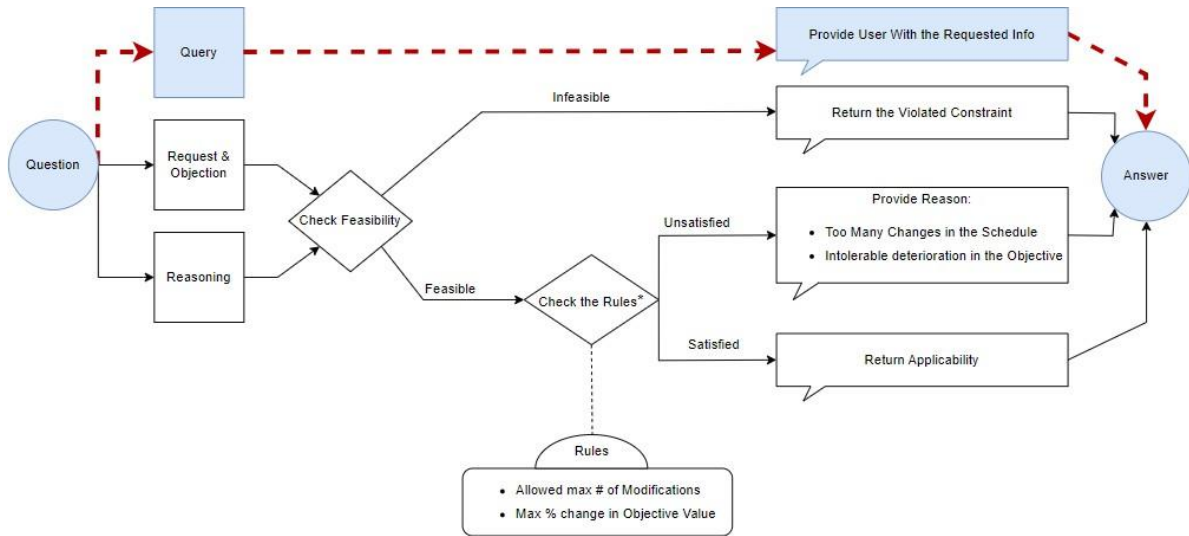 Query
Provide User With the Requested Info
Infeasible
Return the Violated Constraint
Question
Request &
Objection
Answer
Check Feasibility
Provide Reason:
Unsatisfied
• Too Many Changes in the Schedule
• Intolerable deterioration in the Objective
Reasoning
Feasible
Check the Rules*
Satisfied
Return Applicability
Rules
• Allowed max # of Modifications
• Max % change in Objective Value